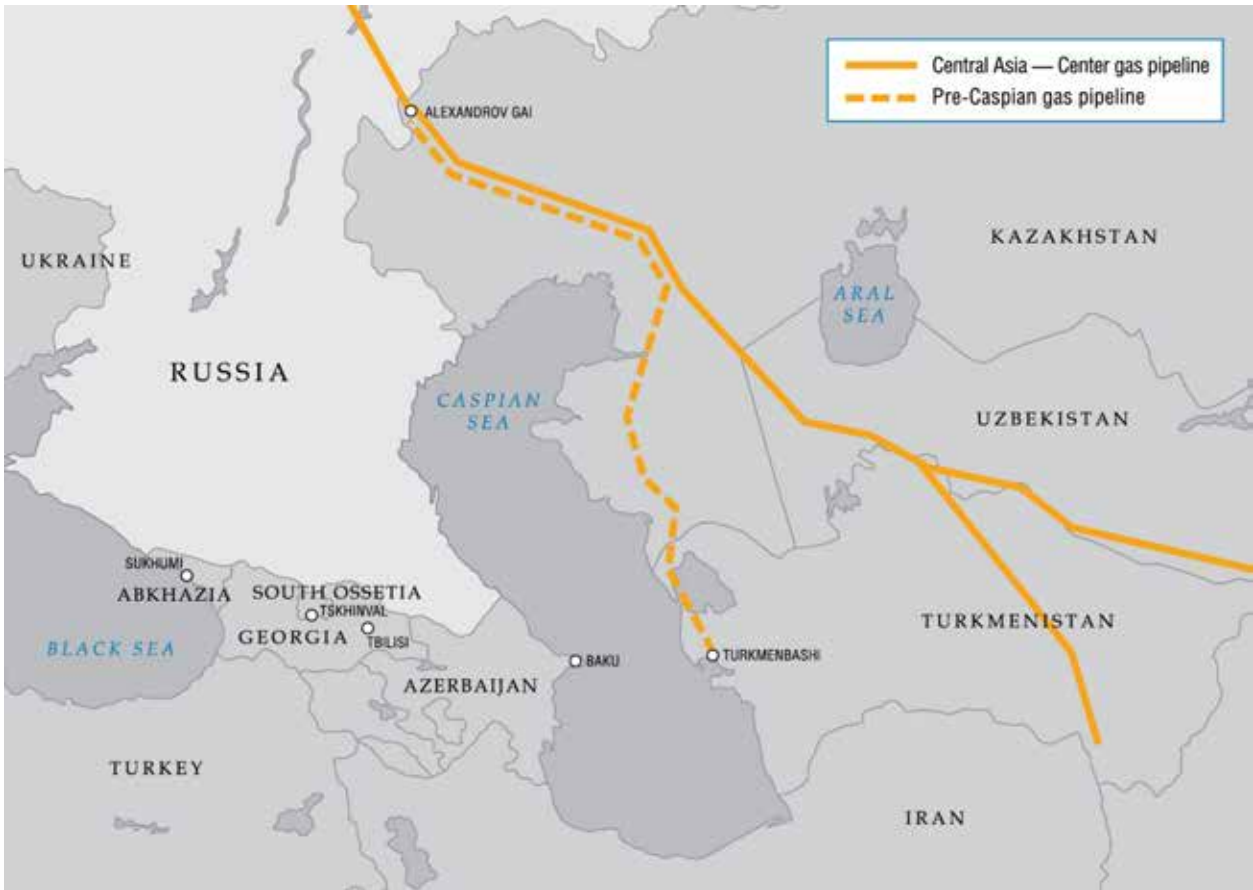 Central Asia — Center gas pipeline
Pre-Caspian gas pipeline
ALEXANDROV GAI
KAZAKHSTAN
UKRAINE
ARAL
SEA
RUSSIA
CASPIAN
SEA
UZBEKISTAN
SUKHUMI
ABKHAZIA
SOUTH OSSETIA
TSKHINVAL
GEORGIA
TBILISI
TURKMENISTAN
BLACK SEA
BAKU
TURKMENBASHI
AZERBAIJAN
TURKEY
IRAN